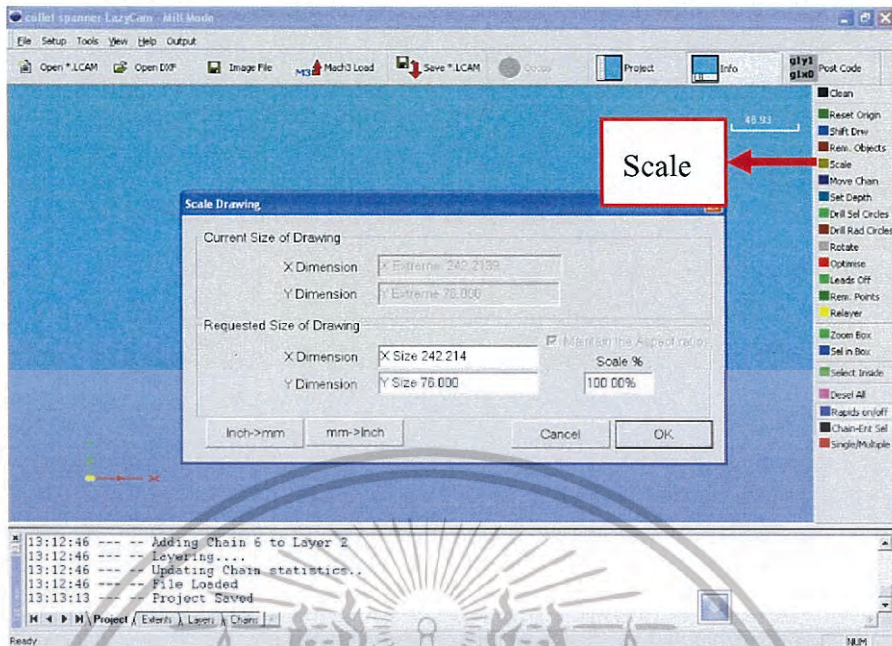 collet spanner LazyCam - Mill Mode
File Setup Tools View Help Output
Open *.LCAM Open DXF Image File M3 Mach3 Load Save *.LCAM Project Info g1y1 g1x0 Post Code
Clean
48.93
Reset Origin
Shift Drw
Rem. Objects
Scale
Scale
Move Chain
Set Depth
Drill Sel Circles
Drill Rad Circles
Rotate
Optimise
Leads Off
Rem. Points
Relayer
Zoom Box
Sel in Box
Select Inside
Desel All
Rapids on/off
Chain-Ent Sel
Single/Multiple
Scale Drawing
Current Size of Drawing
X Dimension X Extreme 242.2139
Y Dimension Y Extreme 76.000
Requested Size of Drawing
Maintain the Aspect ratio
X Dimension X Size 242.214
Scale %
Y Dimension Y Size 76.000 100.00%
Inch->mm mm->Inch Cancel OK
13:12:46 --- -- Adding Chain 6 to Layer 2
13:12:46 --- -- Layering....
13:12:46 --- -- Updating Chain statistics..
13:12:46 --- -- File Loaded
13:13:13 --- -- Project Saved
Project Extents Layers Chains
Ready NUM